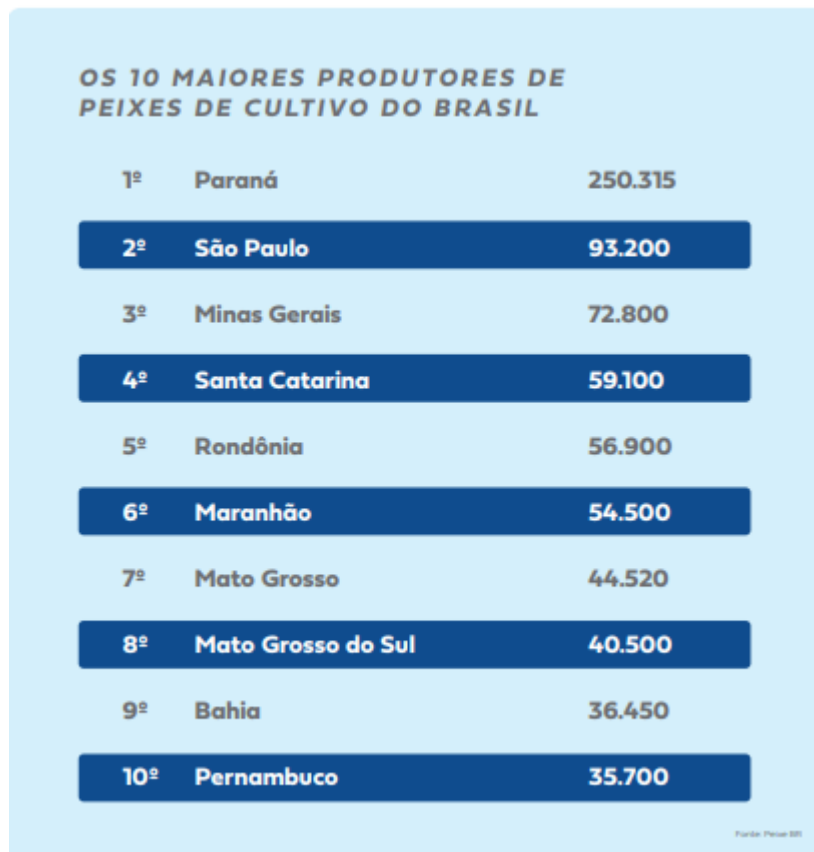 OS 10 MAIORES PRODUTORES DE
PEIXES DE CULTIVO DO BRASIL
1º Paraná 250.315
2º São Paulo 93.200
3º Minas Gerais 72.800
4º Santa Catarina 59.100
5º Rondônia 56.900
6º Maranhão 54.500
7º Mato Grosso 44.520
8º Mato Grosso do Sul 40.500
9º Bahia 36.450
10º Pernambuco 35.700
Fonte: Peixe BR